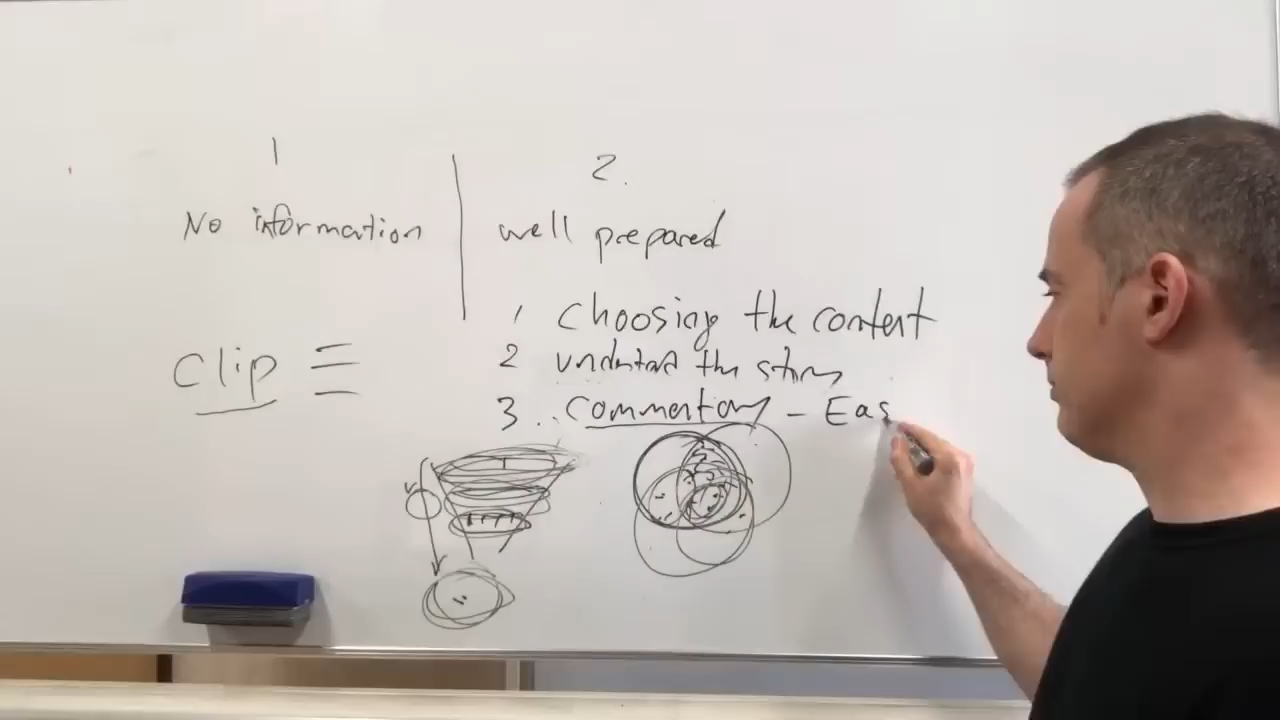 1
No information
clip
2.
well prepared
1 choosing the content
2 understand the story
3.. Commentary - Eas